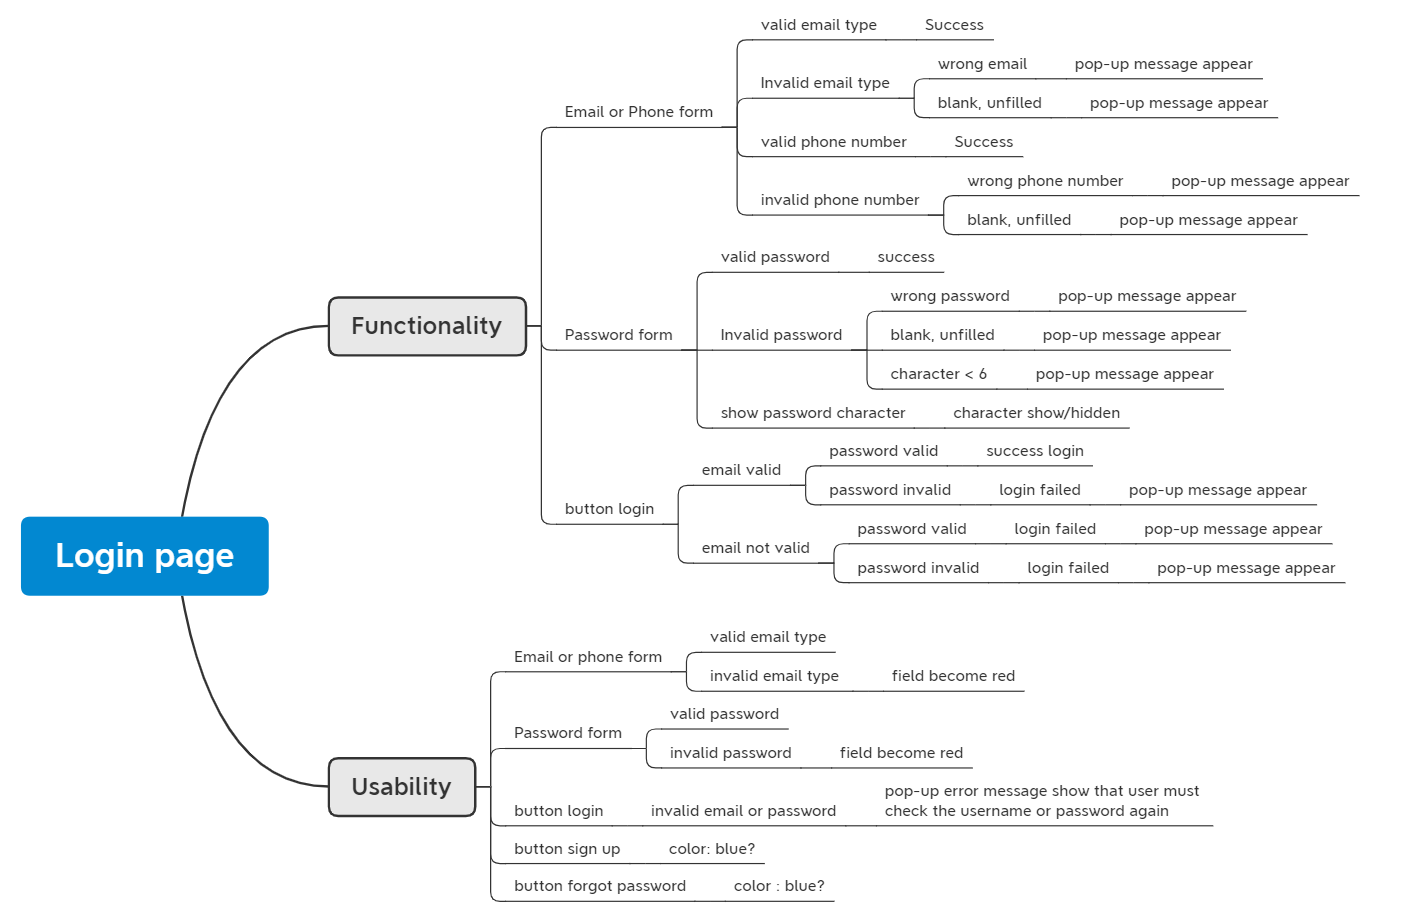 Login page
Functionality
Email or Phone form
valid email type
Success
Invalid email type
wrong email
pop-up message appear
blank, unfilled
pop-up message appear
valid phone number
Success
invalid phone number
wrong phone number
pop-up message appear
blank, unfilled
pop-up message appear
Password form
valid password
success
Invalid password
wrong password
pop-up message appear
blank, unfilled
pop-up message appear
character < 6
pop-up message appear
show password character
character show/hidden
button login
email valid
password valid
success login
password invalid
login failed
pop-up message appear
email not valid
password valid
login failed
pop-up message appear
password invalid
login failed
pop-up message appear
Usability
Email or phone form
valid email type
invalid email type
field become red
Password form
valid password
invalid password
field become red
button login
invalid email or password
pop-up error message show that user must
check the username or password again
button sign up
color: blue?
button forgot password
color : blue?